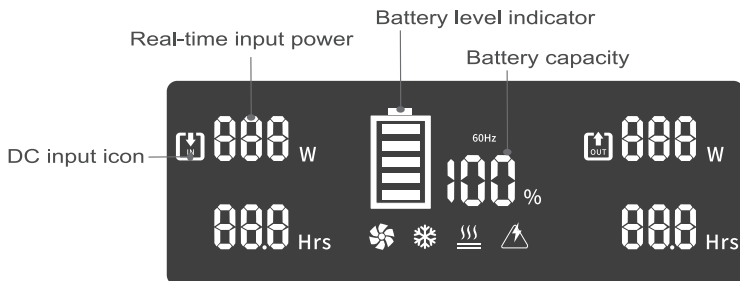 Battery level indicator
Real-time input power
Battery capacity
DC input icon
IN
888 W
60Hz
100 %
OUT
888 W
88.8 Hrs
88.8 Hrs